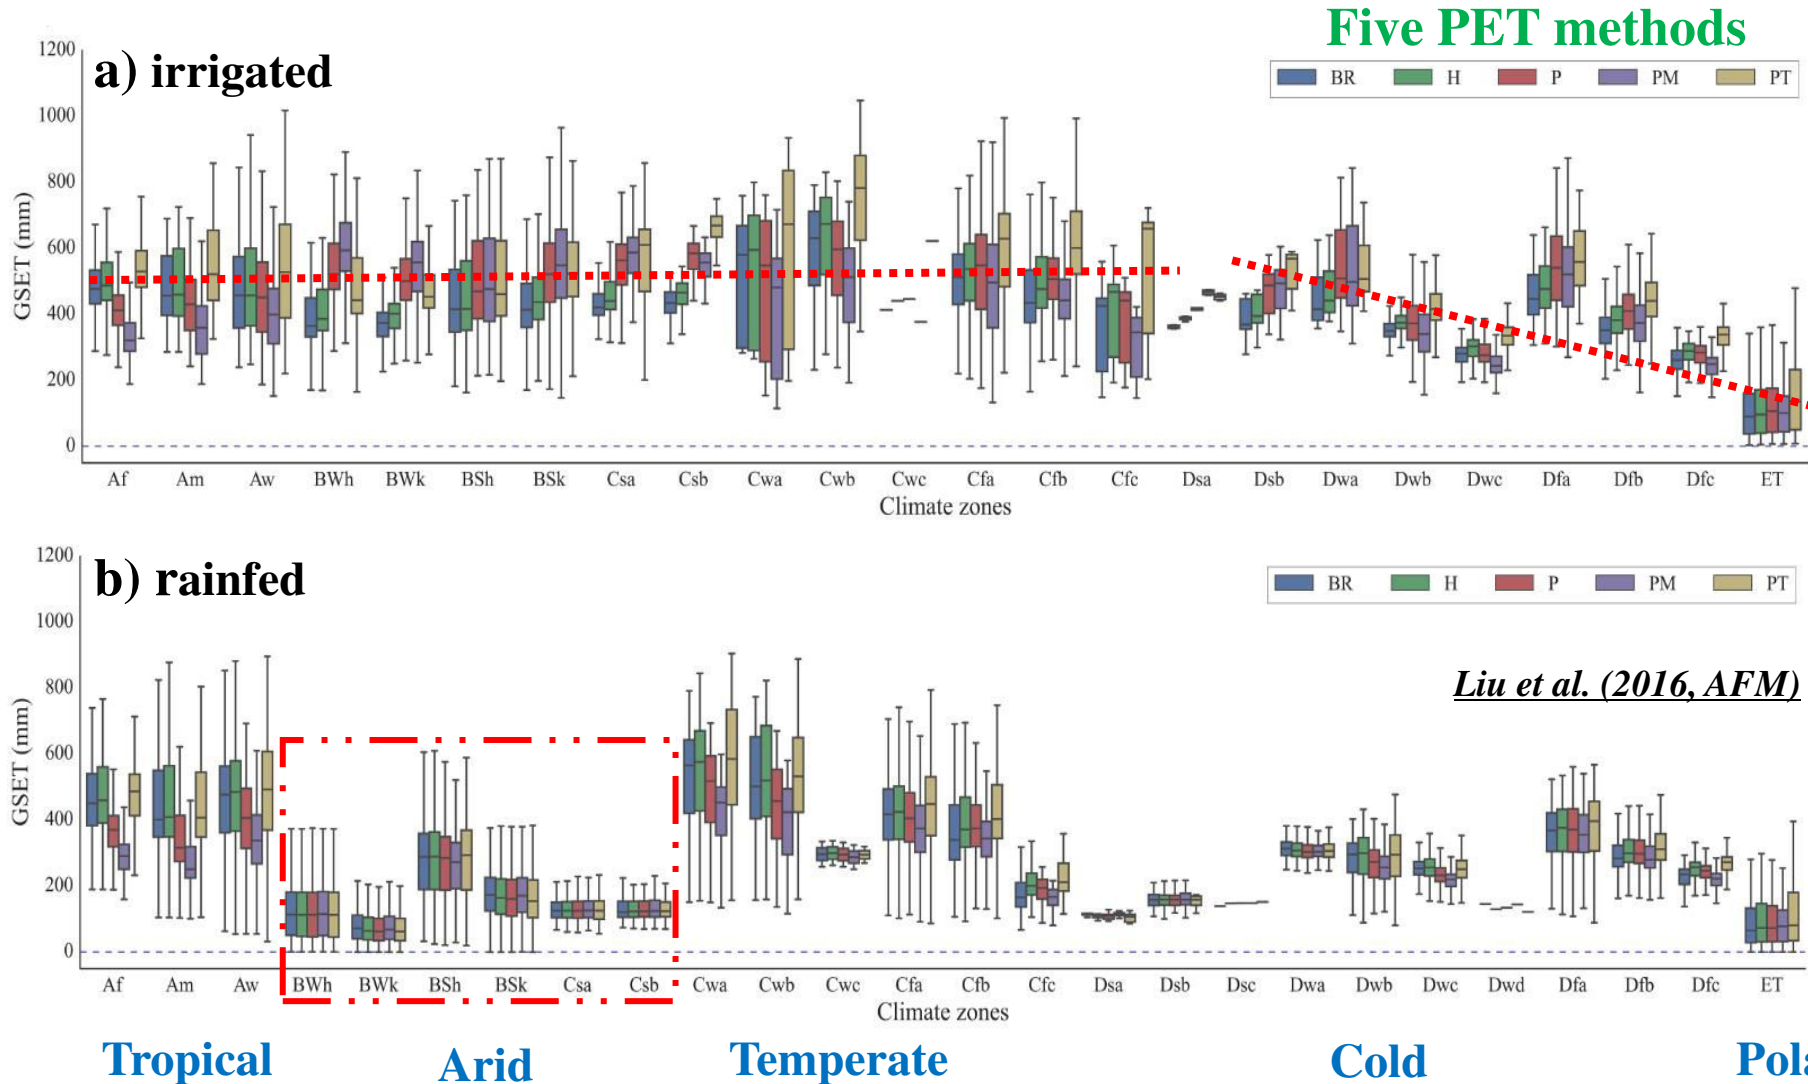 Five PET methods
a) irrigated
BR H P PM PT
1200
1000
800
600
400
200
0
GSET (mm)
Af Am Aw BWh BWk BSh BSk Csa Csb Cwa Cwb Cwc Cfa Cfb Cfc Dsa Dsb Dwa Dwb Dwc Dfa Dfb Dfc ET
Climate zones
b) rainfed
BR H P PM PT
Liu et al. (2016, AFM)
1200
1000
800
600
400
200
0
GSET (mm)
Af Am Aw BWh BWk BSh BSk Csa Csb Cwa Cwb Cwc Cfa Cfb Cfc Dsa Dsb Dsc Dwa Dwb Dwc Dwd Dfa Dfb Dfc ET
Climate zones
Tropical Arid Temperate Cold Pola